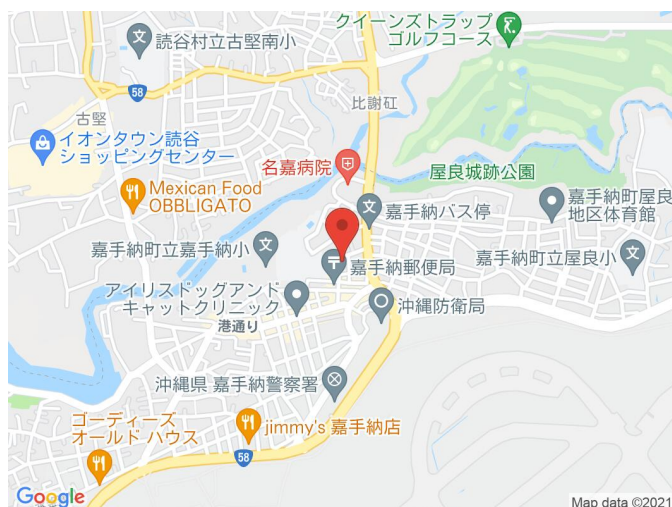 クイーンズトラップ
ゴルフコース
読谷村立古堅南小
58
比謝矼
古堅
イオンタウン読谷
ショッピングセンター
名嘉病院
屋良城跡公園
Mexican Food
OBBLIGATO
嘉手納バス停
嘉手納町屋良
地区体育館
嘉手納町立嘉手納小
嘉手納郵便局
嘉手納町立屋良小
アイリスドッグアンド
キャットクリニック
沖縄防衛局
港通り
沖縄県 嘉手納警察署
ゴーディーズ
オールド ハウス
jimmy's 嘉手納店
58
Google
Map data ©2021